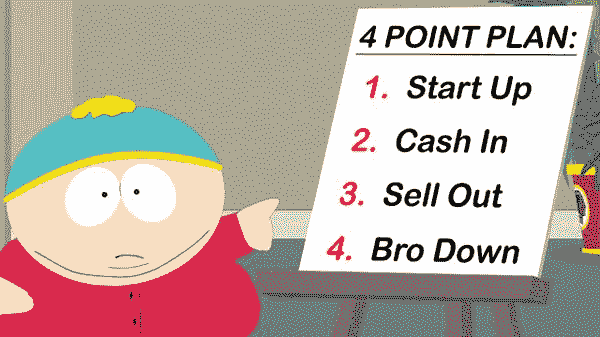 4 POINT PLAN:
1. Start Up
2. Cash In
3. Sell Out
4. Bro Down